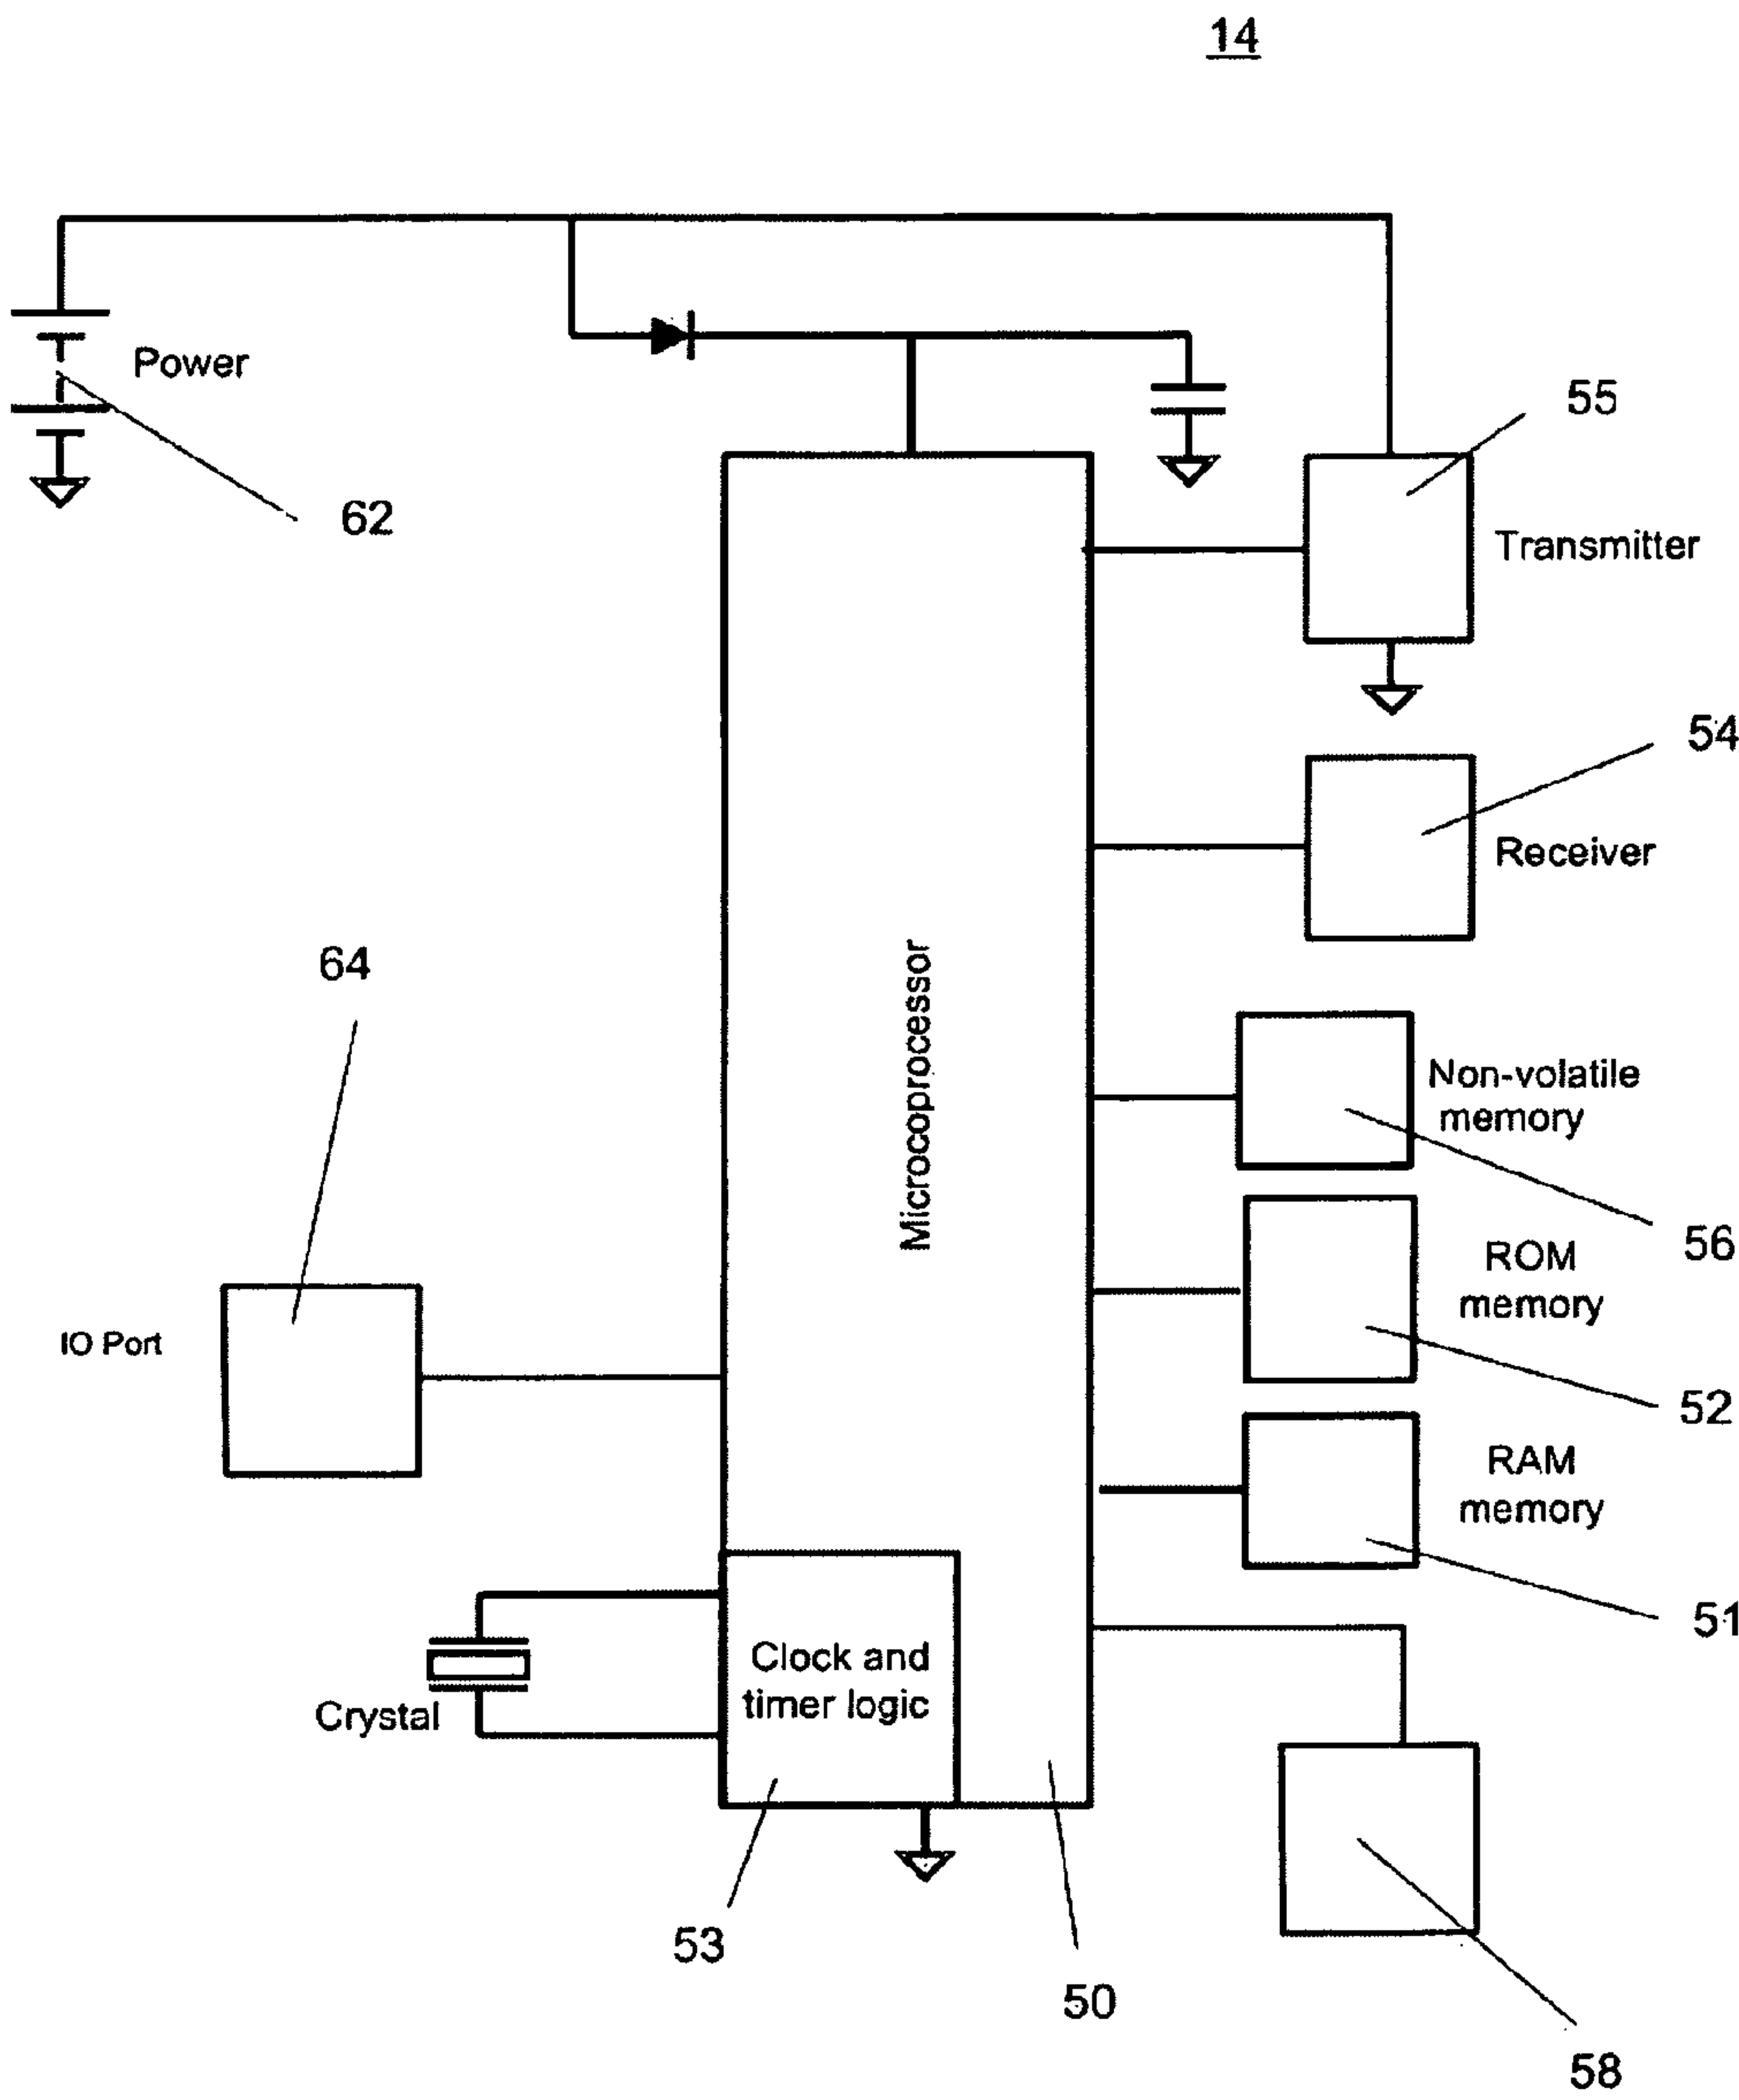 14
Power
62
55
Transmitter
54
Receiver
64
Microcoprocessor
Non-volatile
memory
56
ROM
memory
52
IO Port
RAM
memory
51
Clock and
timer logic
Crystal
53
50
58